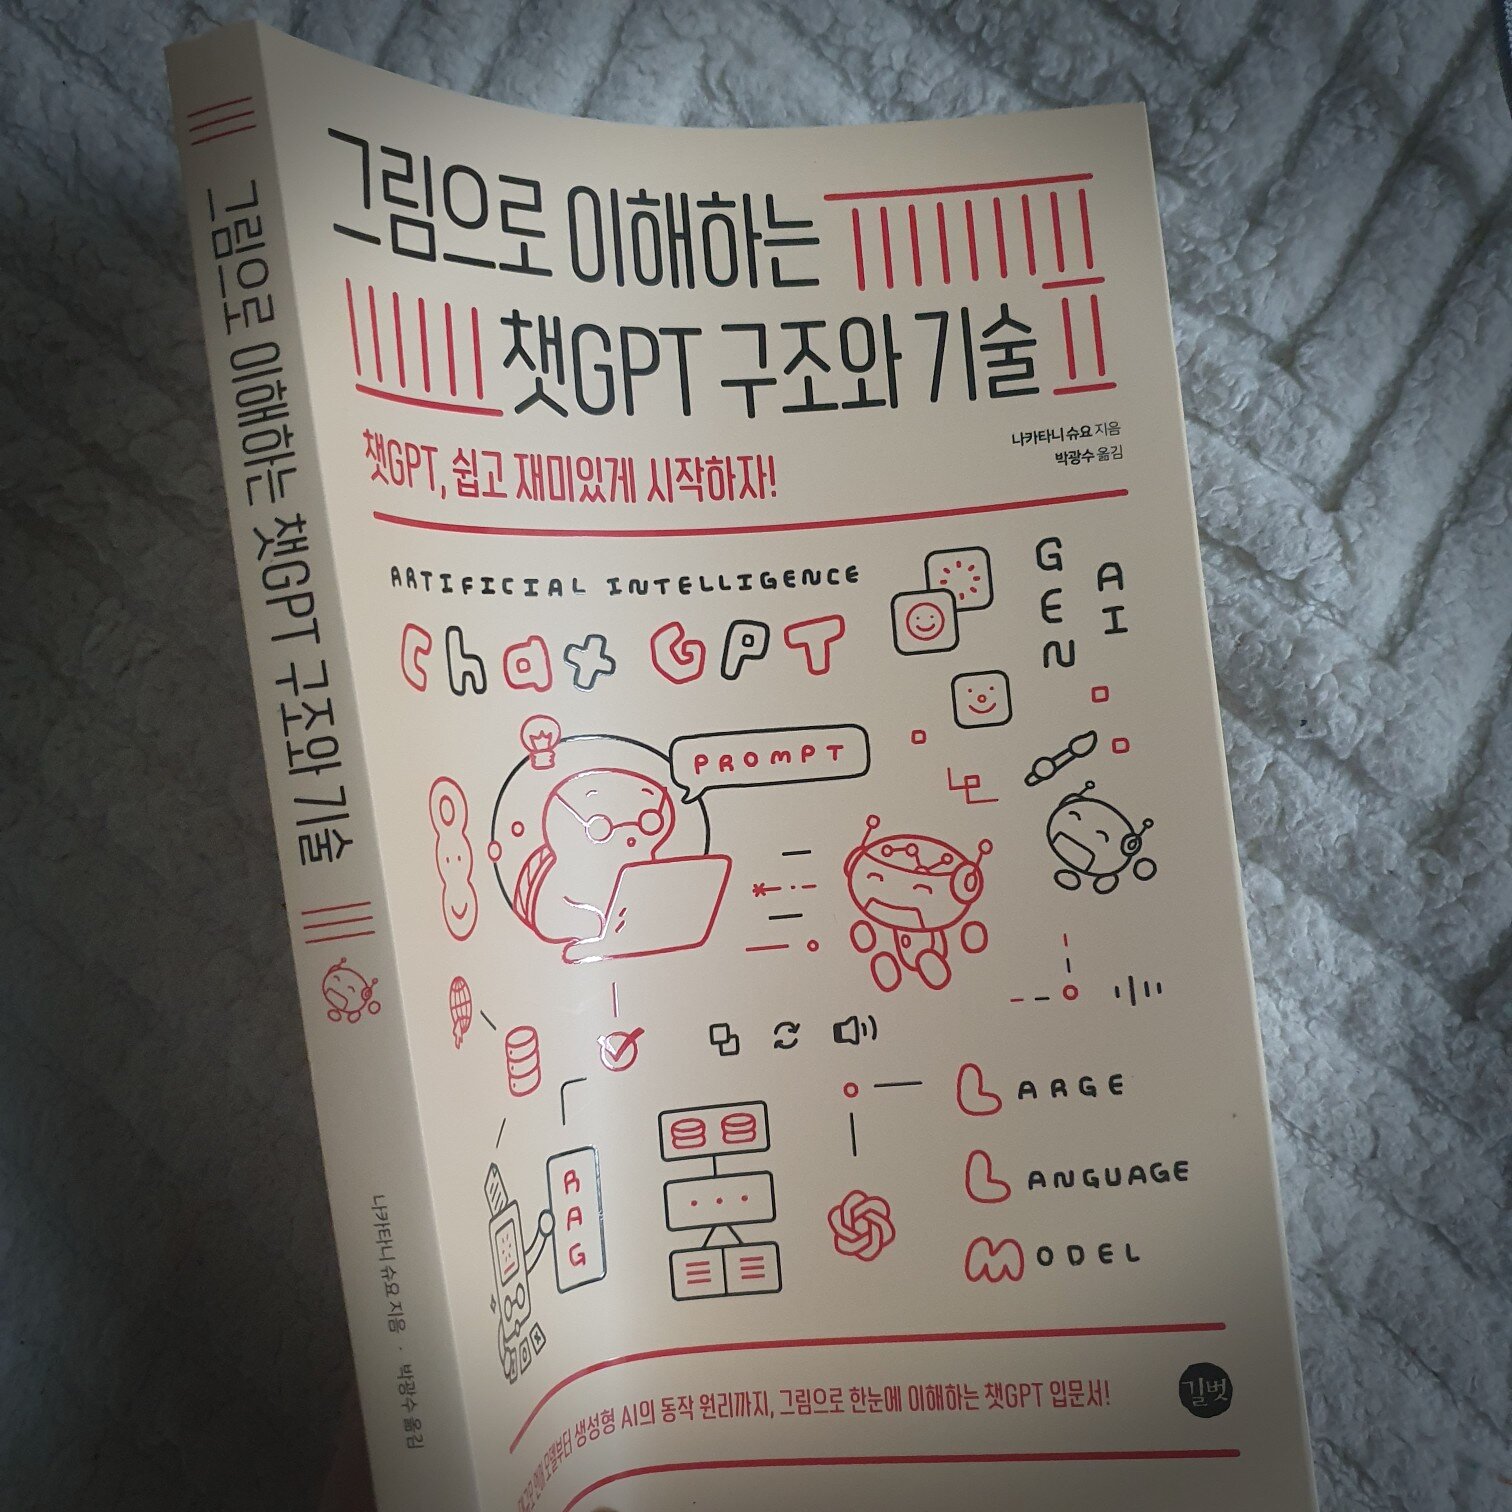 그림으로 이해하는
챗GPT 구조와 기술
챗GPT, 쉽고 재미있게 시작하자!
나카타니 슈요 지음
박광수 옮김
ARTIFICIAL INTELLIGENCE
Chat GPT
GEN
AI
PROMPT
RAG
LARGE
LANGUAGE
MODEL
언어 모델부터 생성형 AI의 동작 원리까지, 그림으로 한눈에 이해하는 챗GPT 입문서!
길벗
그림으로 이해하는 챗GPT 구조와 기술
나카타니 슈요 지음 · 박광수 옮김